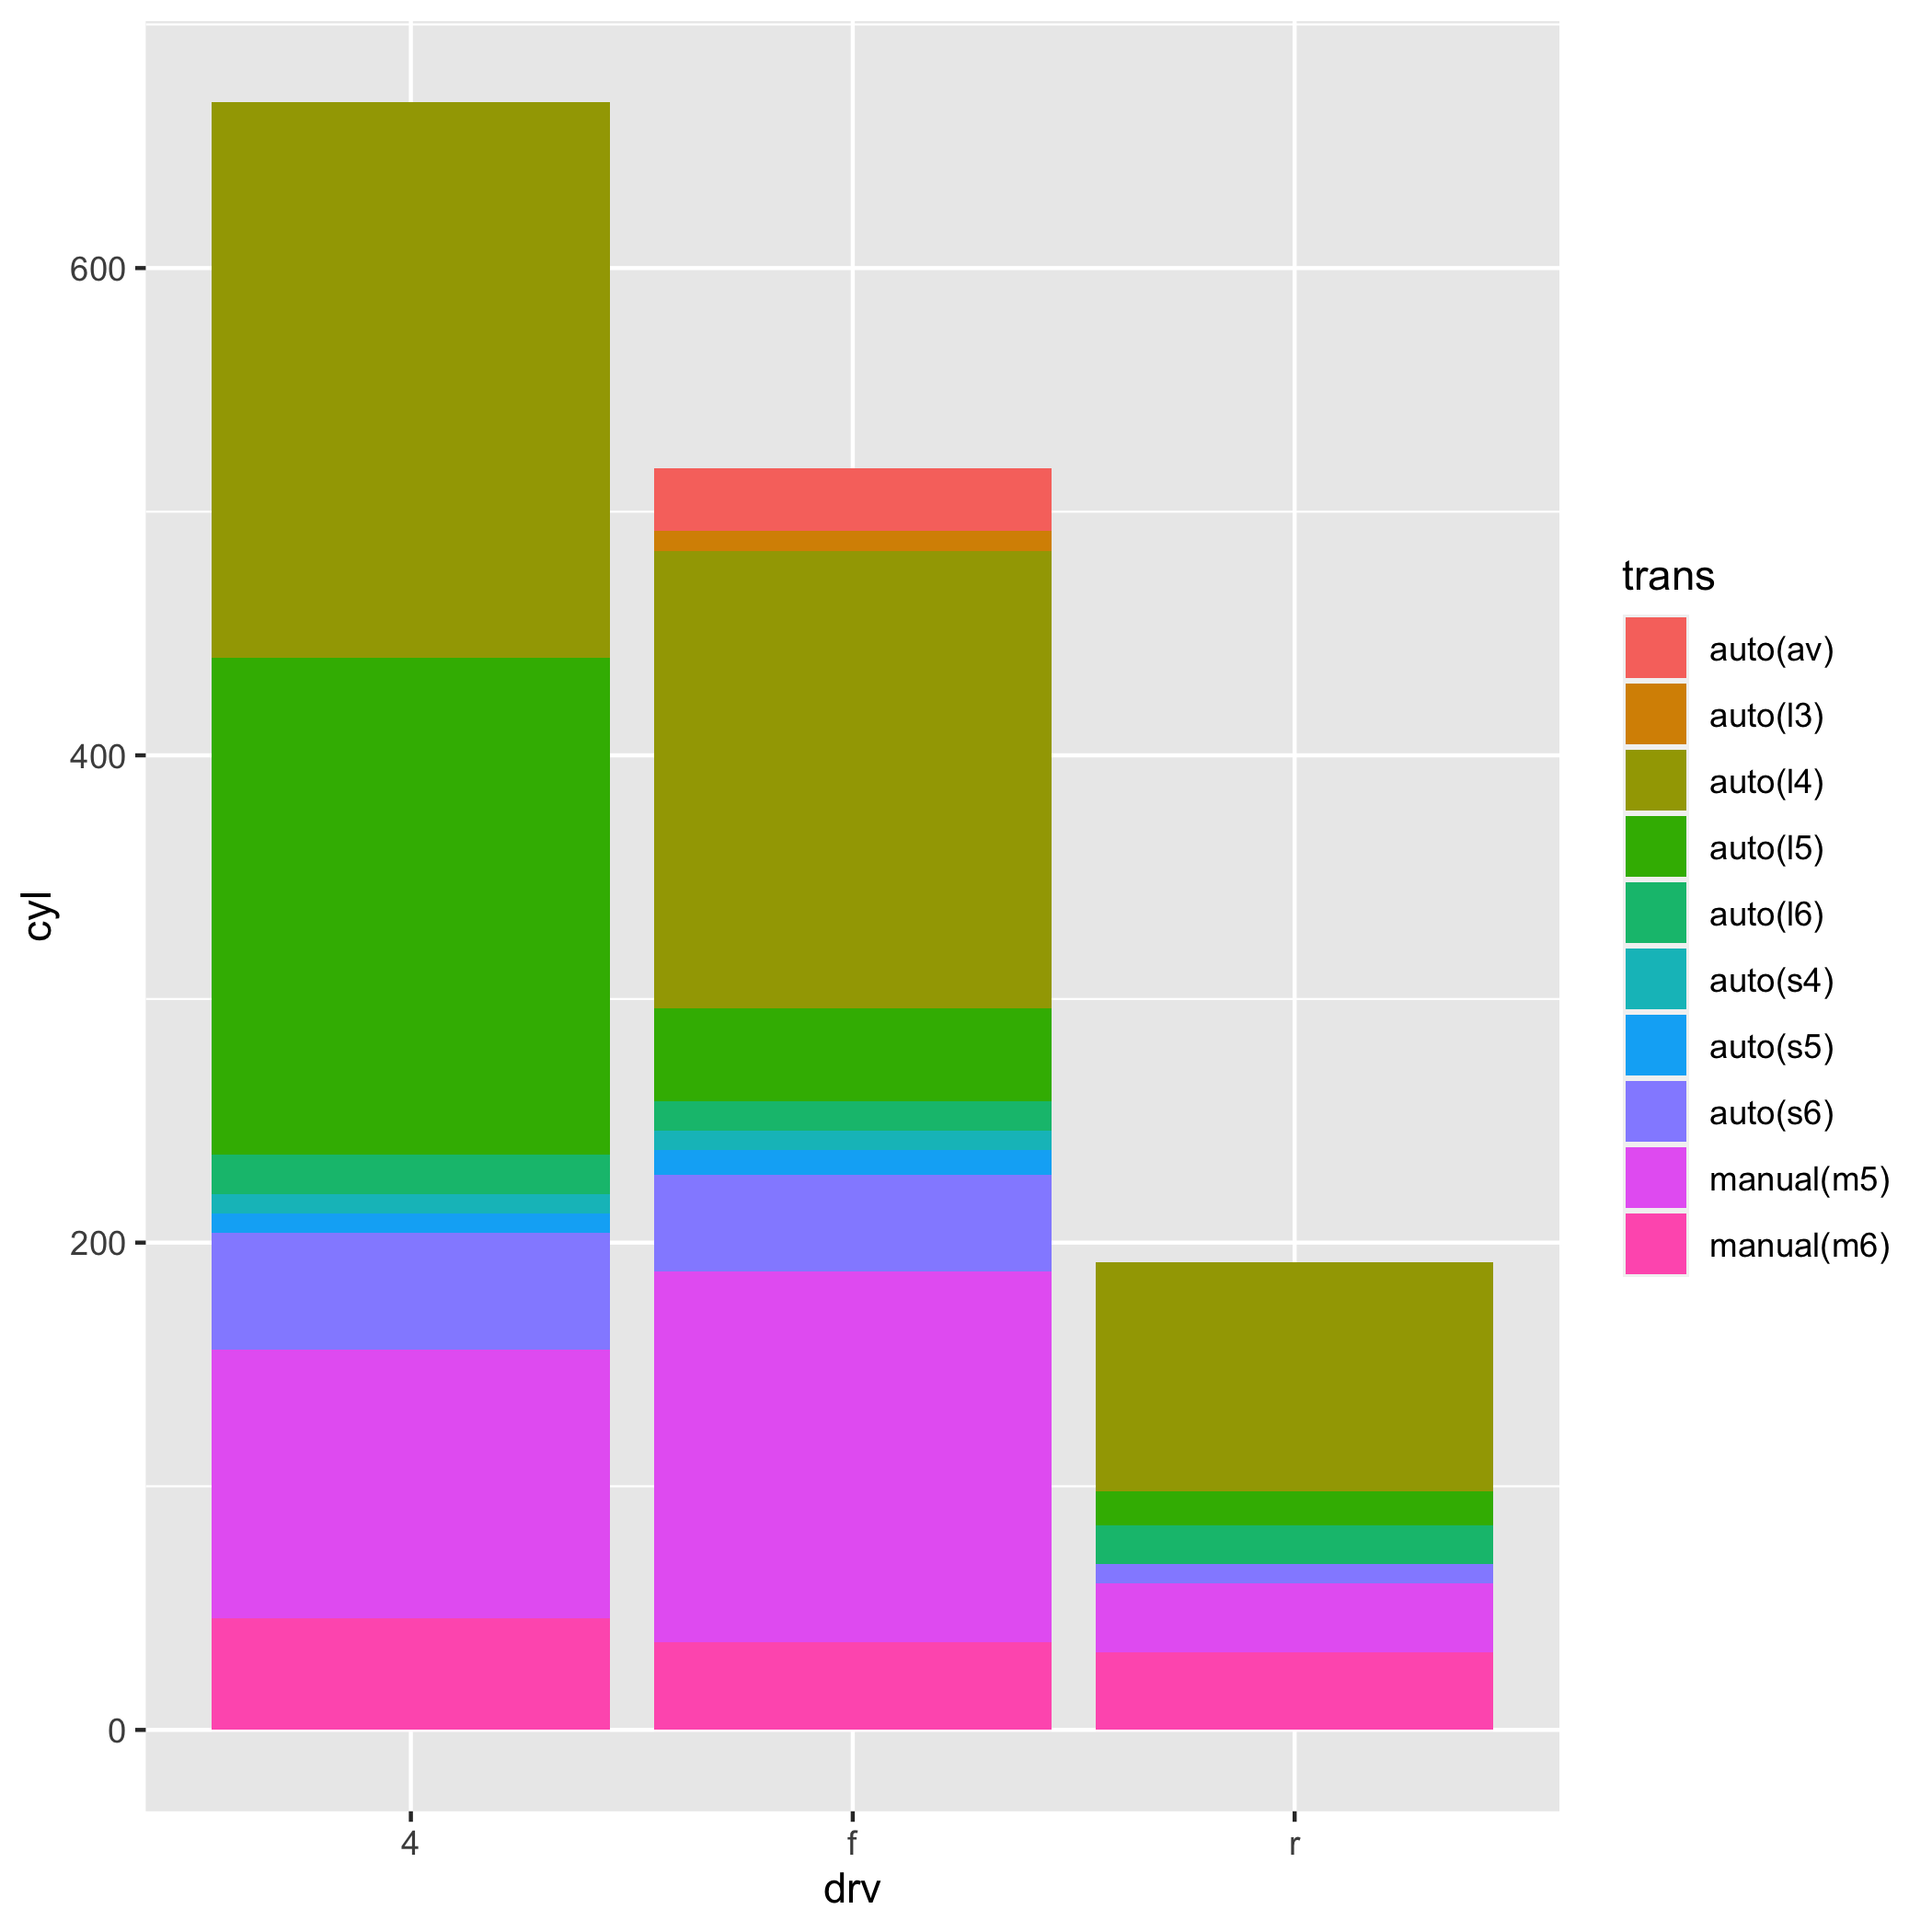 600
400
200
0
cyl
4
f
r
drv
trans
auto(av)
auto(l3)
auto(l4)
auto(l5)
auto(l6)
auto(s4)
auto(s5)
auto(s6)
manual(m5)
manual(m6)